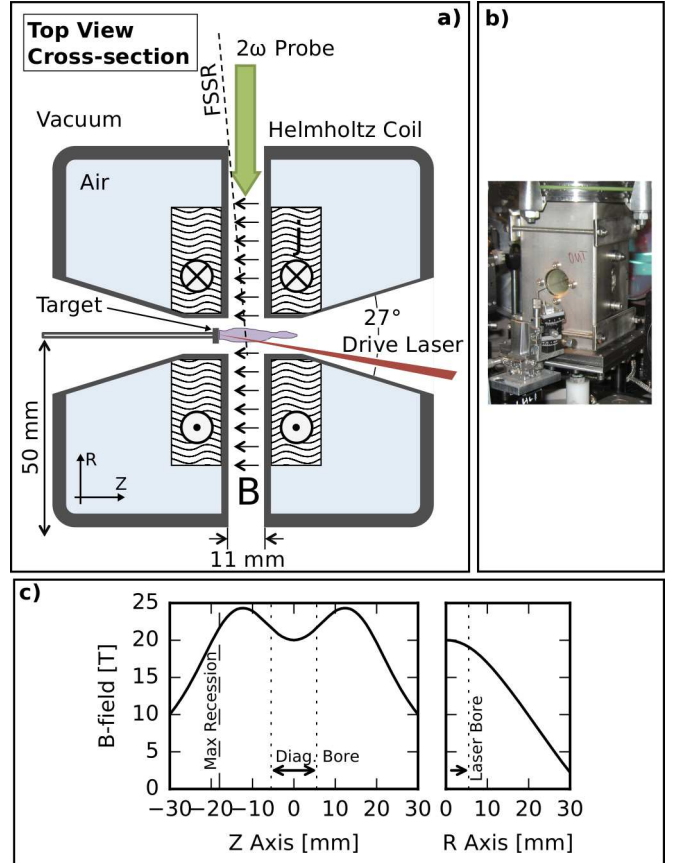 Top View
Cross-section
a)
b)
2ω Probe
FSSR
Vacuum
Helmholtz Coil
Air
j
Target
27°
Drive Laser
50 mm
R
Z
B
11 mm
OUT
c)
B-field [T]
25
20
15
10
5
0
Max Recession
Diag. Bore
−30 −20 −10 0 10 20 30
Z Axis [mm]
Laser Bore
0 10 20 30
R Axis [mm]